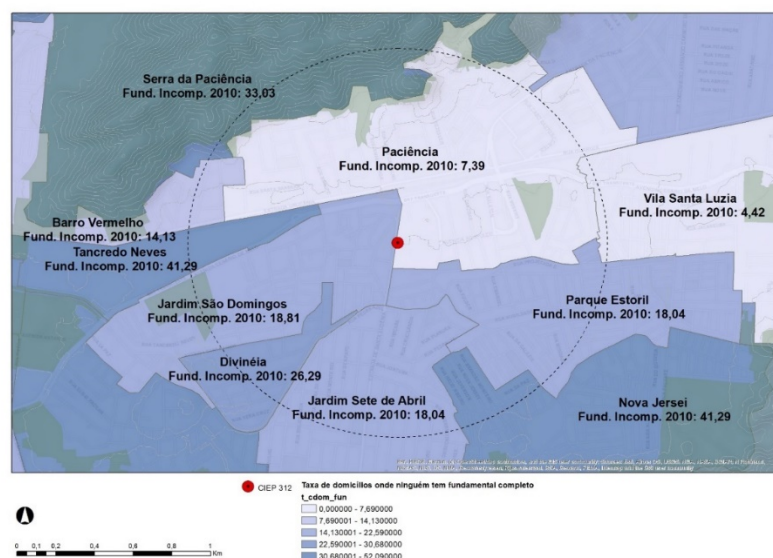 Serra da Paciência
Fund. Incomp. 2010: 33,03
Paciência
Fund. Incomp. 2010: 7,39
Vila Santa Luzia
Fund. Incomp. 2010: 4,42
Barro Vermelho
Fund. Incomp. 2010: 14,13
Tancredo Neves
Fund. Incomp. 2010: 41,29
Jardim São Domingos
Fund. Incomp. 2010: 18,81
Parque Estoril
Fund. Incomp. 2010: 18,04
Divinéia
Fund. Incomp. 2010: 26,29
Jardim Sete de Abril
Fund. Incomp. 2010: 18,04
Nova Jersei
Fund. Incomp. 2010: 41,29
CIEP 312
Taxa de domicílios onde ninguém tem fundamental completo
t_cdom_fun
0,000000 - 7,690000
7,690001 - 14,130000
14,130001 - 22,590000
22,590001 - 30,680000
30,680001 - 52,090000
0 0,2 0,4 0,6 0,8 1
Km